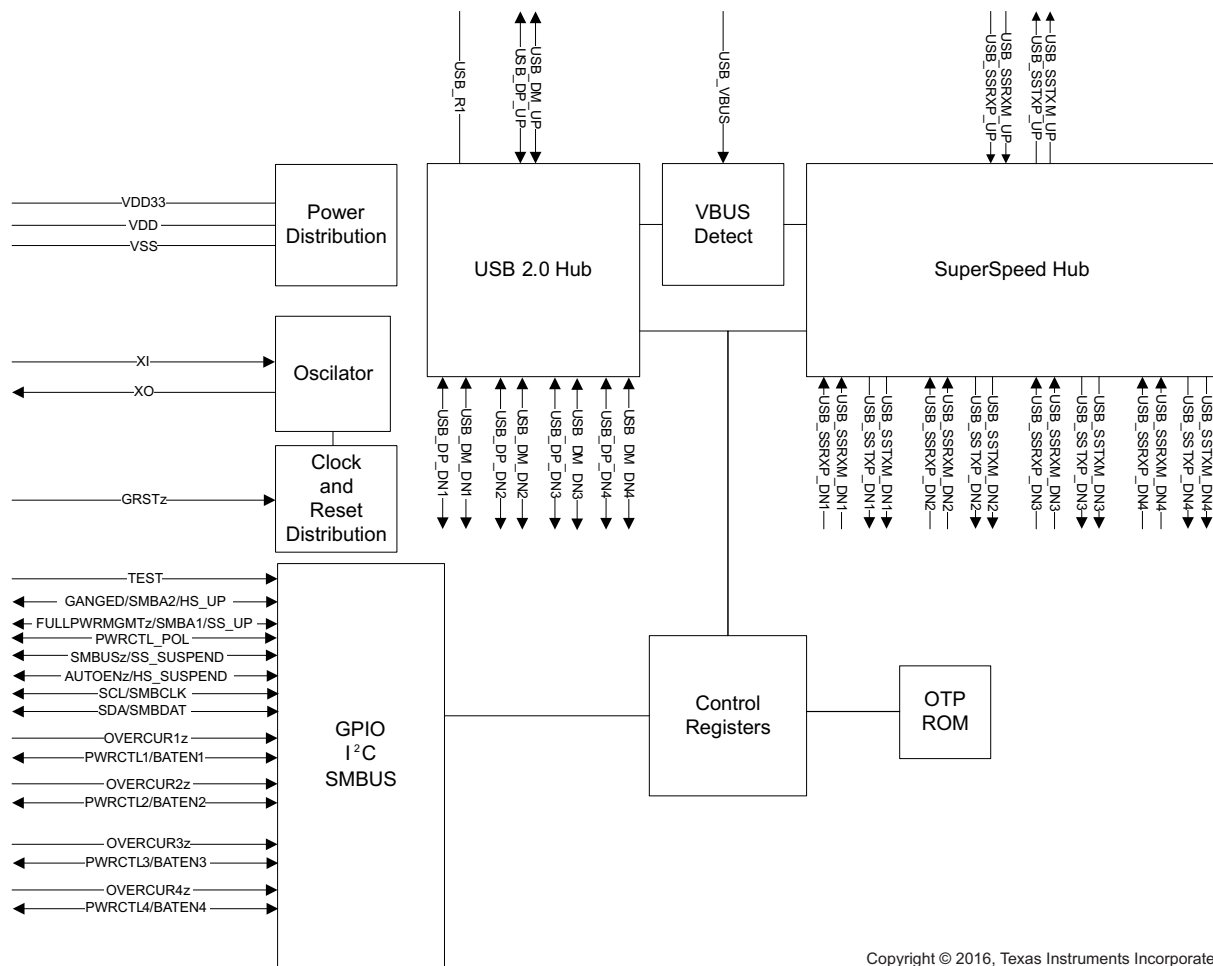 USB_R1
USB_DP_UP
USB_DM_UP
USB_VBUS
USB_SSRXP_UP
USB_SSRXM_UP
USB_SSTXP_UP
USB_SSTXM_UP
VDD33
VDD
VSS
Power
Distribution
USB 2.0 Hub
VBUS
Detect
SuperSpeed Hub
XI
XO
Oscilator
USB_DP_DN1
USB_DM_DN1
USB_DP_DN2
USB_DM_DN2
USB_DP_DN3
USB_DM_DN3
USB_DP_DN4
USB_DM_DN4
USB_SSRXP_DN1
USB_SSRXM_DN1
USB_SSTXP_DN1
USB_SSTXM_DN1
USB_SSRXP_DN2
USB_SSRXM_DN2
USB_SSTXP_DN2
USB_SSTXM_DN2
USB_SSRXP_DN3
USB_SSRXM_DN3
USB_SSTXP_DN3
USB_SSTXM_DN3
USB_SSRXP_DN4
USB_SSRXM_DN4
USB_SSTXP_DN4
USB_SSTXM_DN4
GRSTz
Clock
and
Reset
Distribution
TEST
GANGED/SMBA2/HS_UP
FULLPWRMGMTz/SMBA1/SS_UP
PWRCTL_POL
SMBUSz/SS_SUSPEND
AUTOENz/HS_SUSPEND
SCL/SMBCLK
SDA/SMBDAT
OVERCUR1z
PWRCTL1/BATEN1
OVERCUR2z
PWRCTL2/BATEN2
OVERCUR3z
PWRCTL3/BATEN3
OVERCUR4z
PWRCTL4/BATEN4
GPIO
I²C
SMBUS
Control
Registers
OTP
ROM
Copyright © 2016, Texas Instruments Incorporate